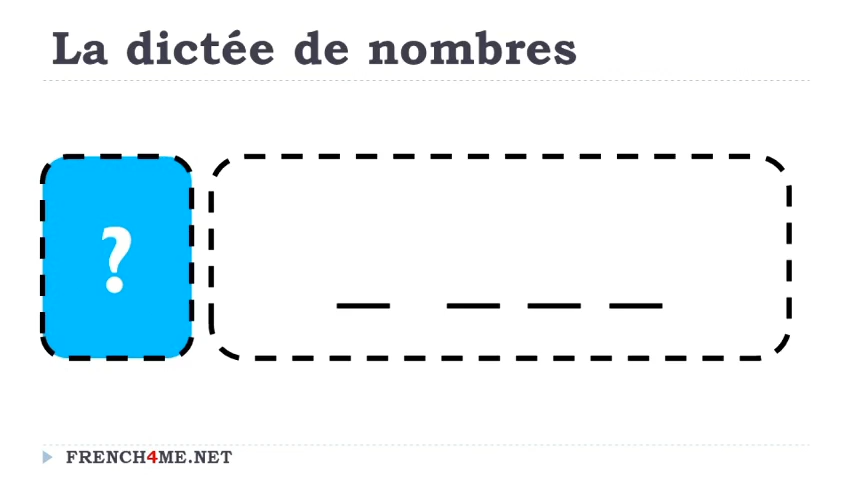 La dictée de nombres
?
_ _ _ _
FRENCH4ME.NET